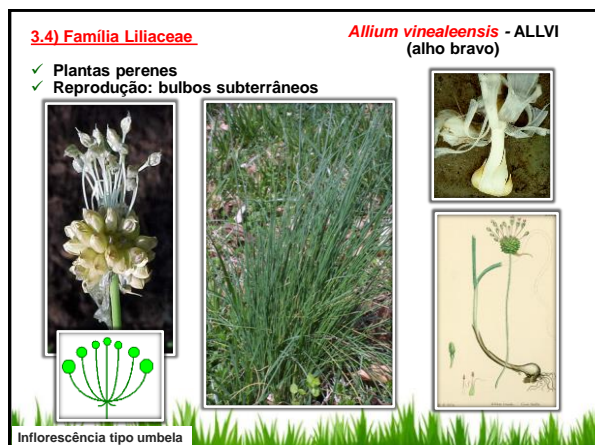 3.4) Família Liliaceae
Allium vinealeensis - ALLVI
(alho bravo)
✓ Plantas perenes
✓ Reprodução: bulbos subterrâneos
Inflorescência tipo umbela